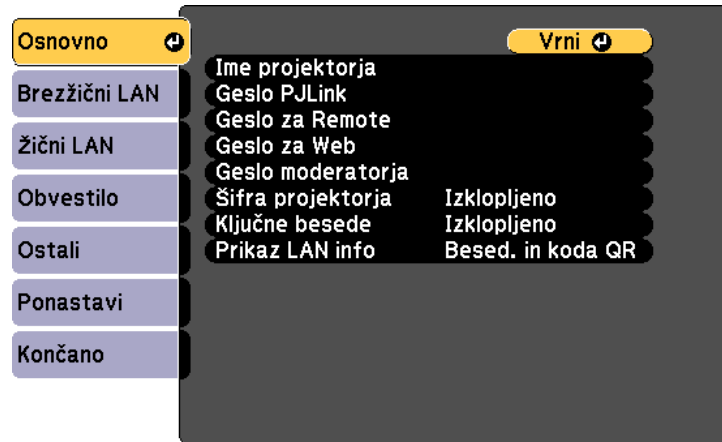 Osnovno
Brezžični LAN
Žični LAN
Obvestilo
Ostali
Ponastavi
Končano
Vrni
Ime projektorja
Geslo PJLink
Geslo za Remote
Geslo za Web
Geslo moderatorja
Šifra projektorja Izklopljeno
Ključne besede Izklopljeno
Prikaz LAN info Besed. in koda QR